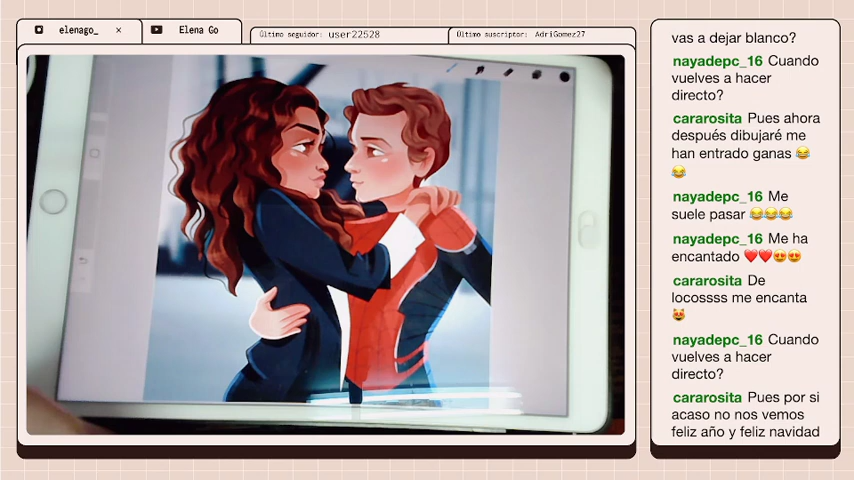 elenago_ ×
Elena Go
Último seguidor: user22528
Último suscriptor: AdriGomez27
vas a dejar blanco?
nayadepc_16 Cuando
vuelves a hacer
directo?
cararosita Pues ahora
después dibujaré me
han entrado ganas 😂
😂
nayadepc_16 Me
suele pasar 😂😂😂
nayadepc_16 Me ha
encantado ❤️❤️😍😍
cararosita De
locossss me encanta
😻
nayadepc_16 Cuando
vuelves a hacer
directo?
cararosita Pues por si
acaso no nos vemos
feliz año y feliz navidad